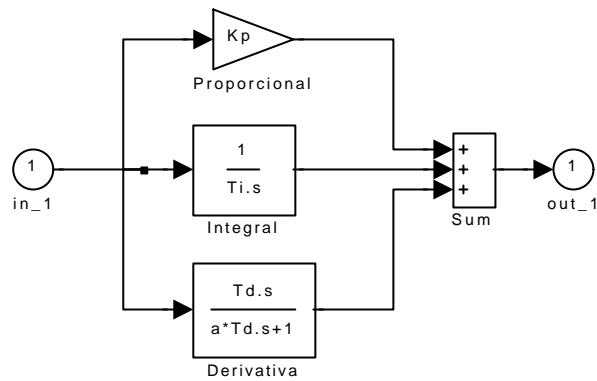 Kp
Proporcional
1
in_1
1
Ti.s
Integral
+
+
+
Sum
1
out_1
Td.s
a*Td.s+1
Derivativa